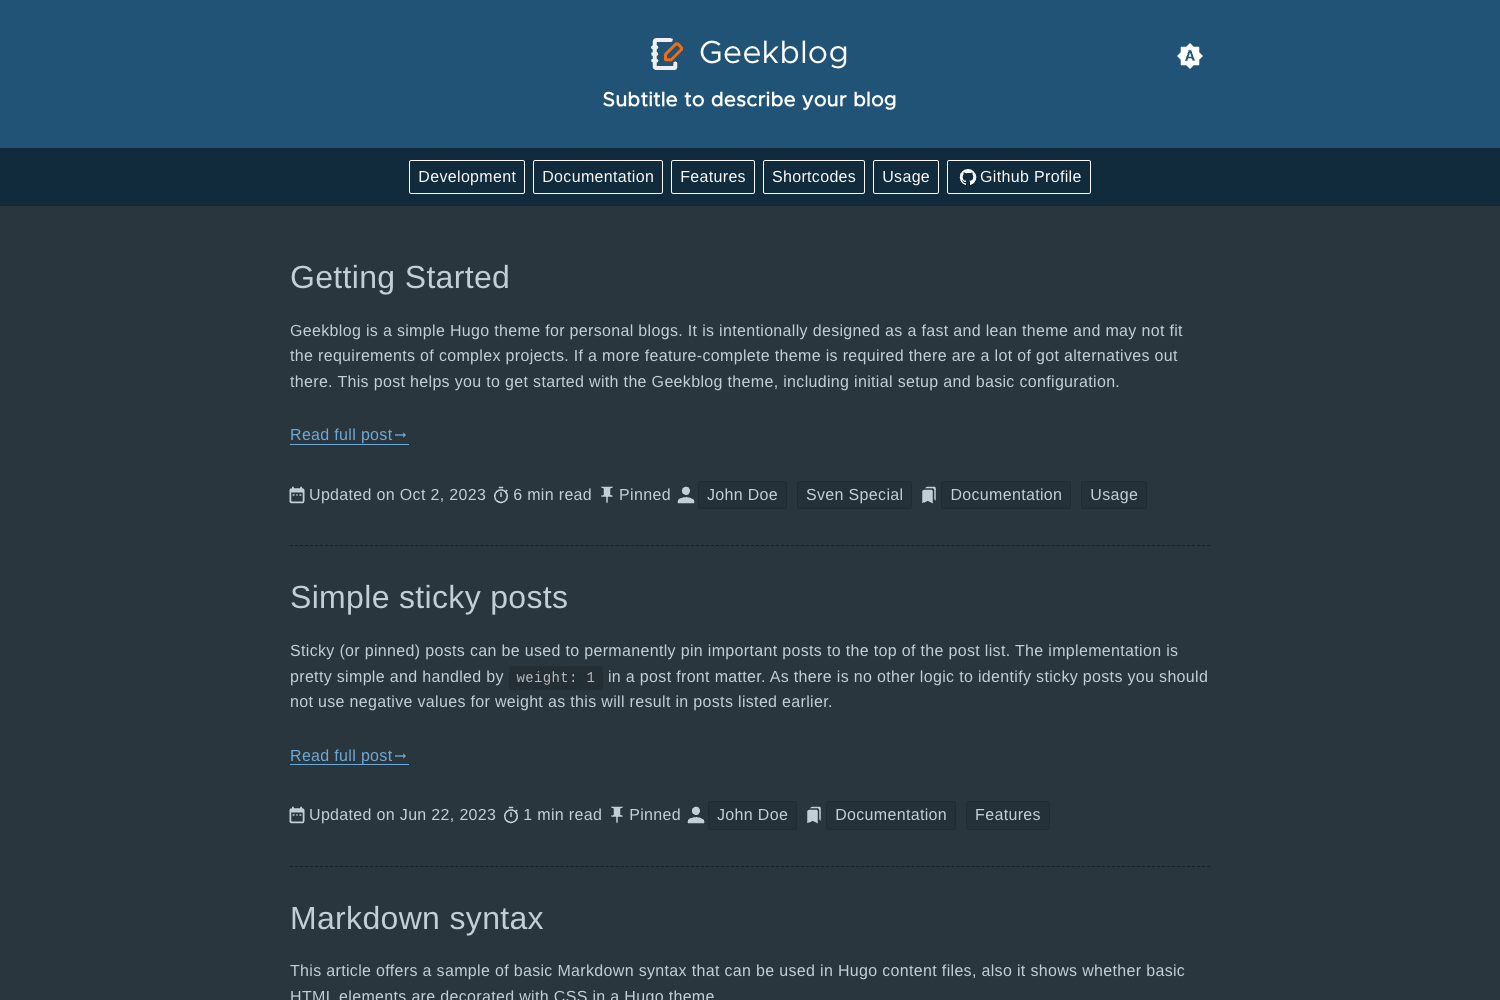 Geekblog
A
Subtitle to describe your blog
Development Documentation Features Shortcodes Usage Github Profile
Getting Started
Geekblog is a simple Hugo theme for personal blogs. It is intentionally designed as a fast and lean theme and may not fit
the requirements of complex projects. If a more feature-complete theme is required there are a lot of got alternatives out
there. This post helps you to get started with the Geekblog theme, including initial setup and basic configuration.
Read full post→
Updated on Oct 2, 2023 6 min read Pinned John Doe Sven Special Documentation Usage
Simple sticky posts
Sticky (or pinned) posts can be used to permanently pin important posts to the top of the post list. The implementation is
pretty simple and handled by weight: 1 in a post front matter. As there is no other logic to identify sticky posts you should
not use negative values for weight as this will result in posts listed earlier.
Read full post→
Updated on Jun 22, 2023 1 min read Pinned John Doe Documentation Features
Markdown syntax
This article offers a sample of basic Markdown syntax that can be used in Hugo content files, also it shows whether basic
HTML elements are decorated with CSS in a Hugo theme.